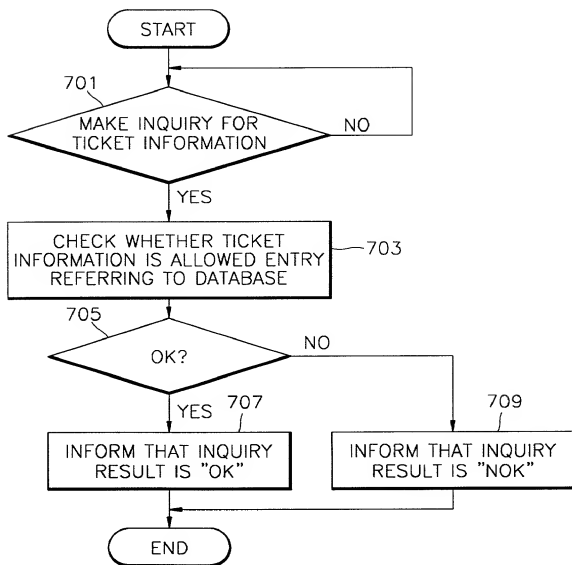 START
701
MAKE INQUIRY FOR
TICKET INFORMATION
NO
YES
CHECK WHETHER TICKET
INFORMATION IS ALLOWED ENTRY
REFERRING TO DATABASE
703
705
OK?
NO
YES
707
709
INFORM THAT INQUIRY
RESULT IS "OK"
INFORM THAT INQUIRY
RESULT IS "NOK"
END